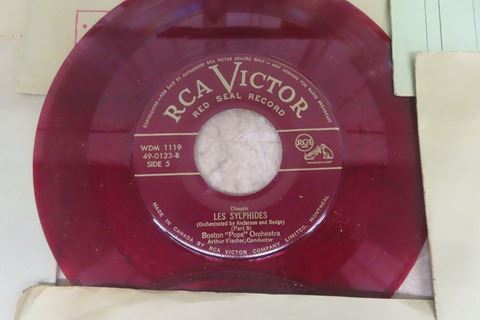 RCA VICTOR
RED SEAL RECORD
WDM 1119
49-0123-B
SIDE 5
RCA
Chopin
LES SYLPHIDES
(Orchestrated by Anderson and Bodge)
(Part 5)
Boston "Pops" Orchestra
Arthur Fiedler, Conductor
MADE IN CANADA BY RCA VICTOR COMPANY LIMITED, MONTREAL